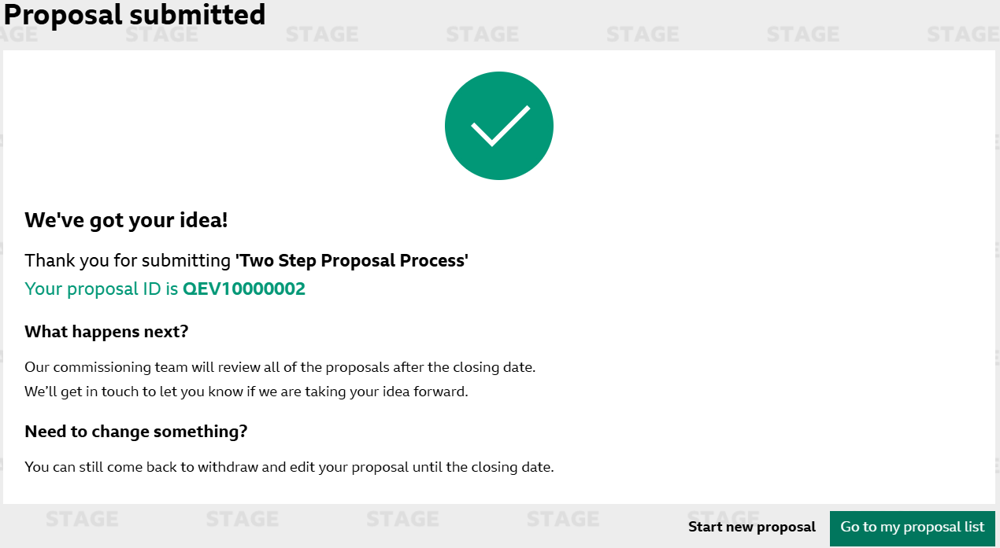 Proposal submitted
AGE STAGE STAGE STAGE STAGE STAGE STAGE
We've got your idea!
Thank you for submitting 'Two Step Proposal Process'
Your proposal ID is QEV10000002
What happens next?
Our commissioning team will review all of the proposals after the closing date.
We’ll get in touch to let you know if we are taking your idea forward.
Need to change something?
You can still come back to withdraw and edit your proposal until the closing date.
STAGE STAGE STAGE STAGE STAGE
Start new proposal Go to my proposal list